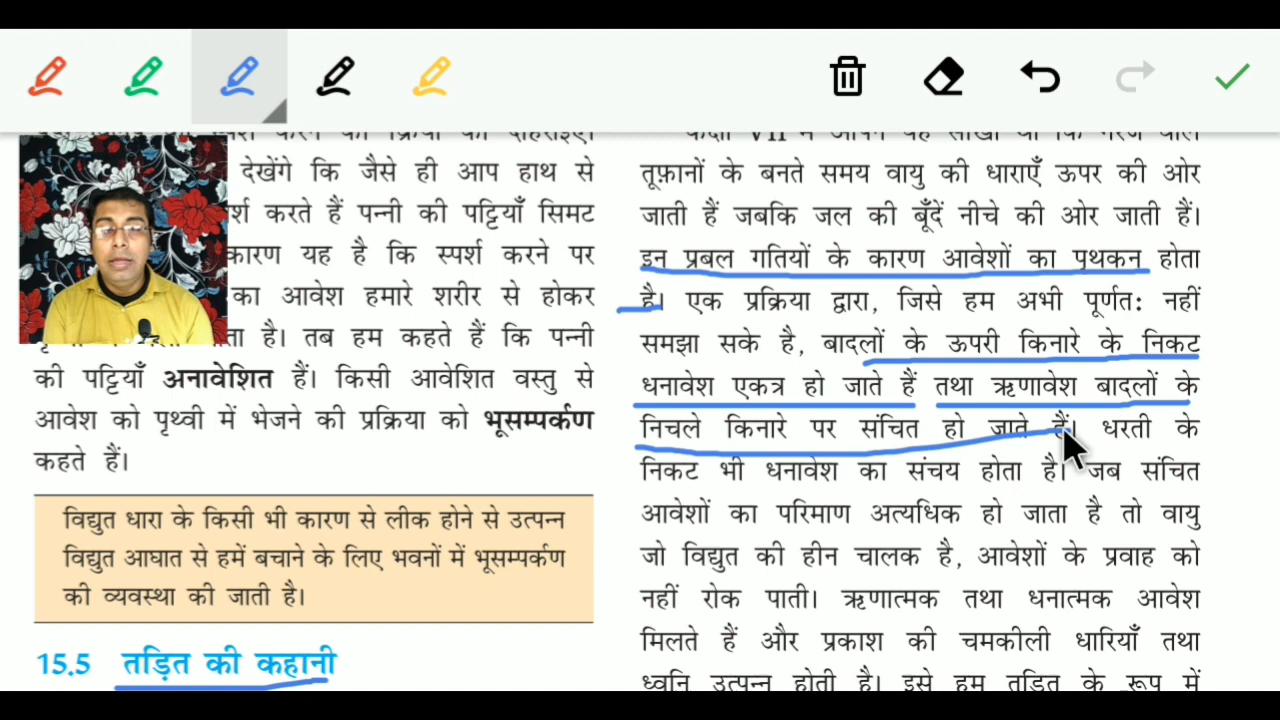 देखेंगे कि जैसे ही आप हाथ से
र्श करते हैं पन्नी की पट्टियाँ सिमट
कारण यह है कि स्पर्श करने पर
का आवेश हमारे शरीर से होकर
है। तब हम कहते हैं कि पन्नी
की पट्टियाँ अनावेशित हैं। किसी आवेशित वस्तु से
आवेश को पृथ्वी में भेजने की प्रक्रिया को भूसम्पर्कण
कहते हैं।
विद्युत धारा के किसी भी कारण से लीक होने से उत्पन्न
विद्युत आघात से हमें बचाने के लिए भवनों में भूसम्पर्कण
की व्यवस्था की जाती है।
15.5 तड़ित की कहानी
तूफ़ानों के बनते समय वायु की धाराएँ ऊपर की ओर
जाती हैं जबकि जल की बूँदें नीचे की ओर जाती हैं।
इन प्रबल गतियों के कारण आवेशों का पृथकन होता
है। एक प्रक्रिया द्वारा, जिसे हम अभी पूर्णत: नहीं
समझा सके है, बादलों के ऊपरी किनारे के निकट
धनावेश एकत्र हो जाते हैं तथा ऋणावेश बादलों के
निचले किनारे पर संचित हो जाते हैं। धरती के
निकट भी धनावेश का संचय होता है। जब संचित
आवेशों का परिमाण अत्यधिक हो जाता है तो वायु
जो विद्युत की हीन चालक है, आवेशों के प्रवाह को
नहीं रोक पाती। ऋणात्मक तथा धनात्मक आवेश
मिलते हैं और प्रकाश की चमकीली धारियाँ तथा
ध्वनि उत्पन्न होती है। इसे हम तड़ित के रूप में